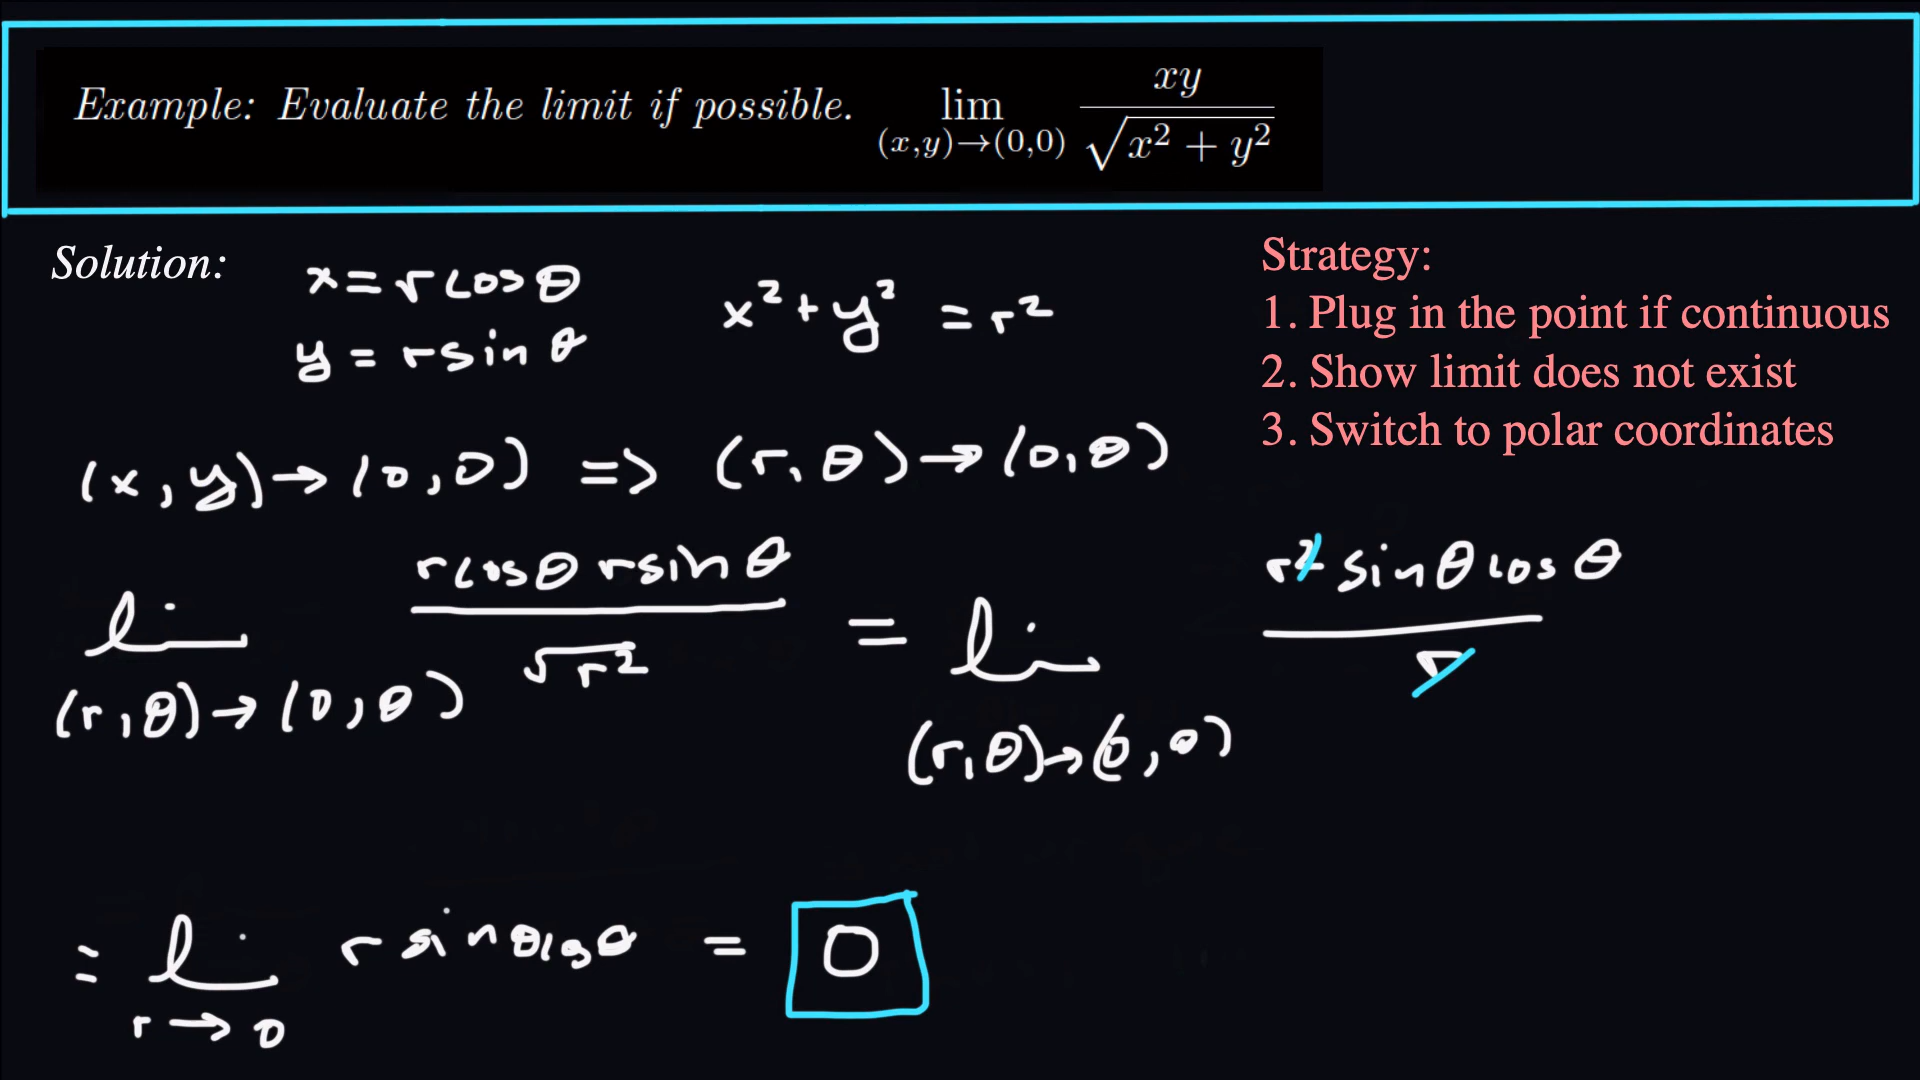 Example: Evaluate the limit if possible. lim (x,y)→(0,0) xy / √(x² + y²)
Solution:
x = r cos θ
y = r sin θ
x² + y² = r²
Strategy:
1. Plug in the point if continuous
2. Show limit does not exist
3. Switch to polar coordinates
(x, y) → (0, 0) => (r, θ) → (0, θ)
lim (r, θ) → (0, θ) r cos θ r sin θ / √r² = lim (r, θ) → (0, θ) r² sin θ cos θ / r
= lim r → 0 r sin θ cos θ = 0